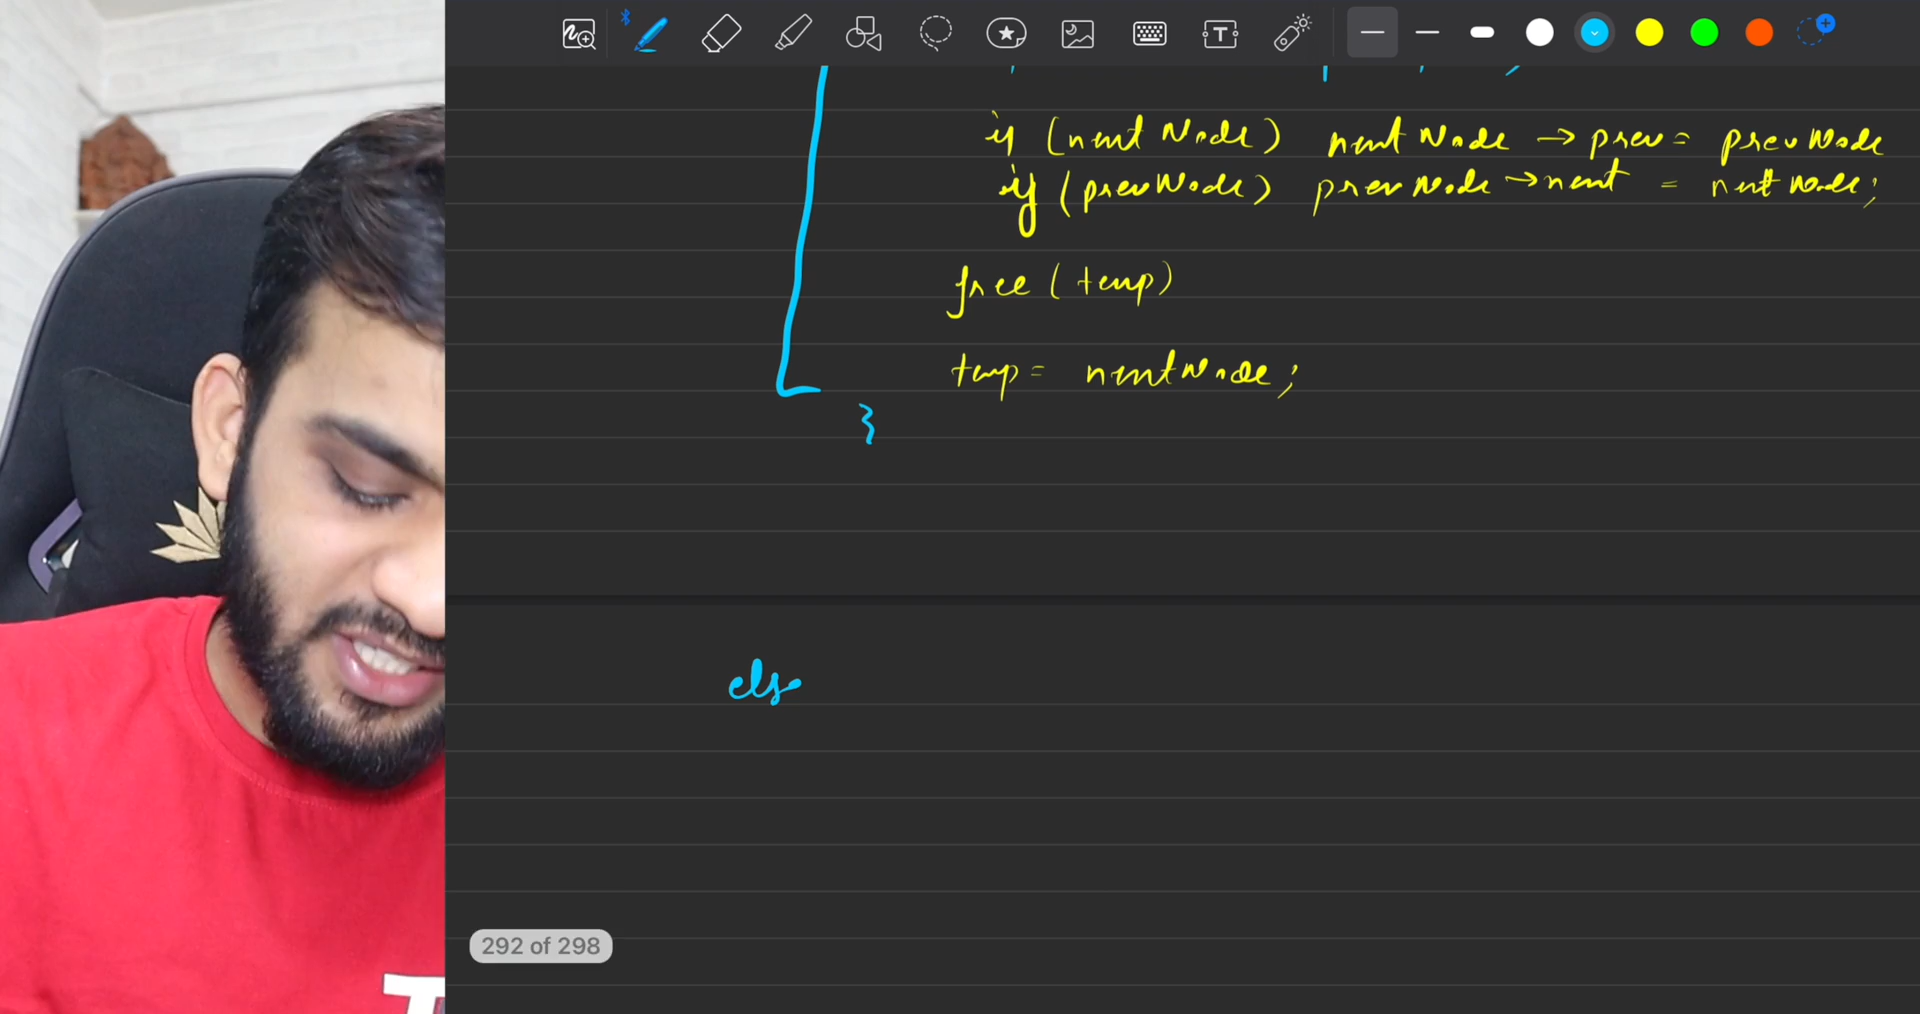 if (nextNode) nextNode → prev = prevNode
if (prevNode) prevNode → next = nextNode;
free (temp)
temp = nextNode;
}
else
292 of 298
T